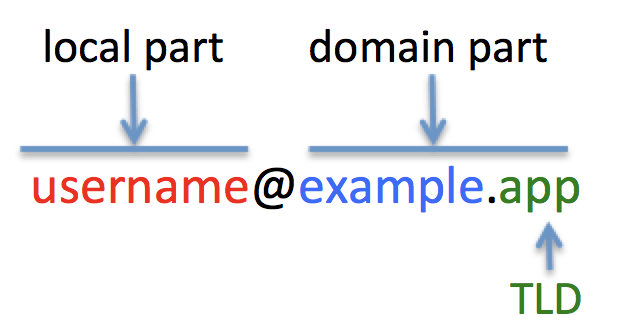 local part domain part
username@example.app
TLD